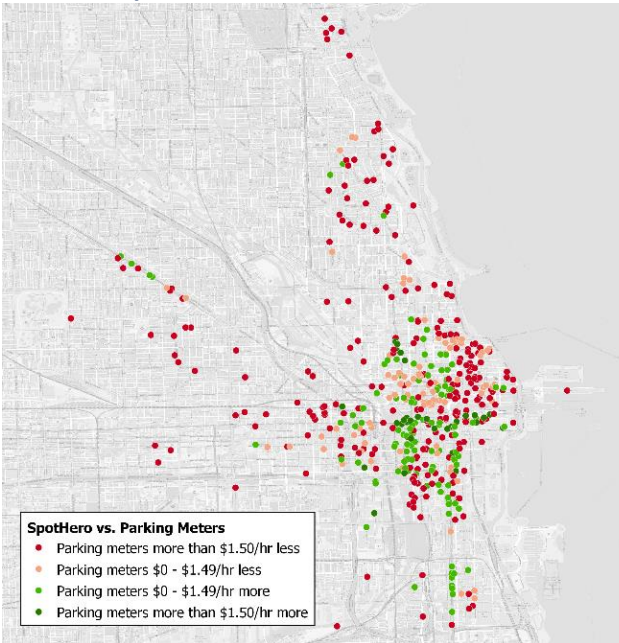 SpotHero vs. Parking Meters
Parking meters more than $1.50/hr less
Parking meters $0 - $1.49/hr less
Parking meters $0 - $1.49/hr more
Parking meters more than $1.50/hr more